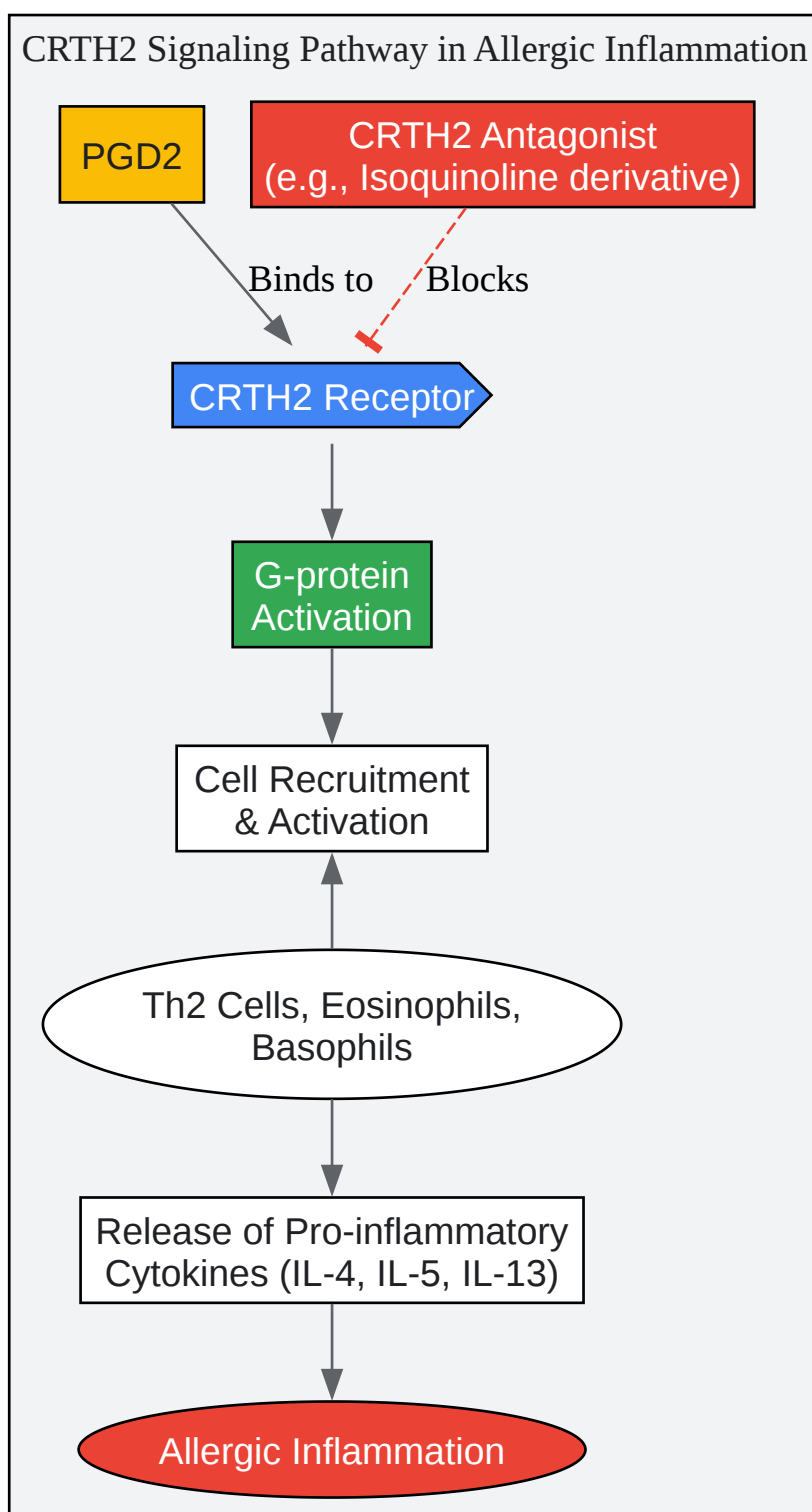 CRTH2 Signaling Pathway in Allergic Inflammation
PGD2
CRTH2 Antagonist
(e.g., Isoquinoline derivative)
Binds to
Blocks
CRTH2 Receptor
G-protein
Activation
Cell Recruitment
& Activation
Th2 Cells, Eosinophils,
Basophils
Release of Pro-inflammatory
Cytokines (IL-4, IL-5, IL-13)
Allergic Inflammation